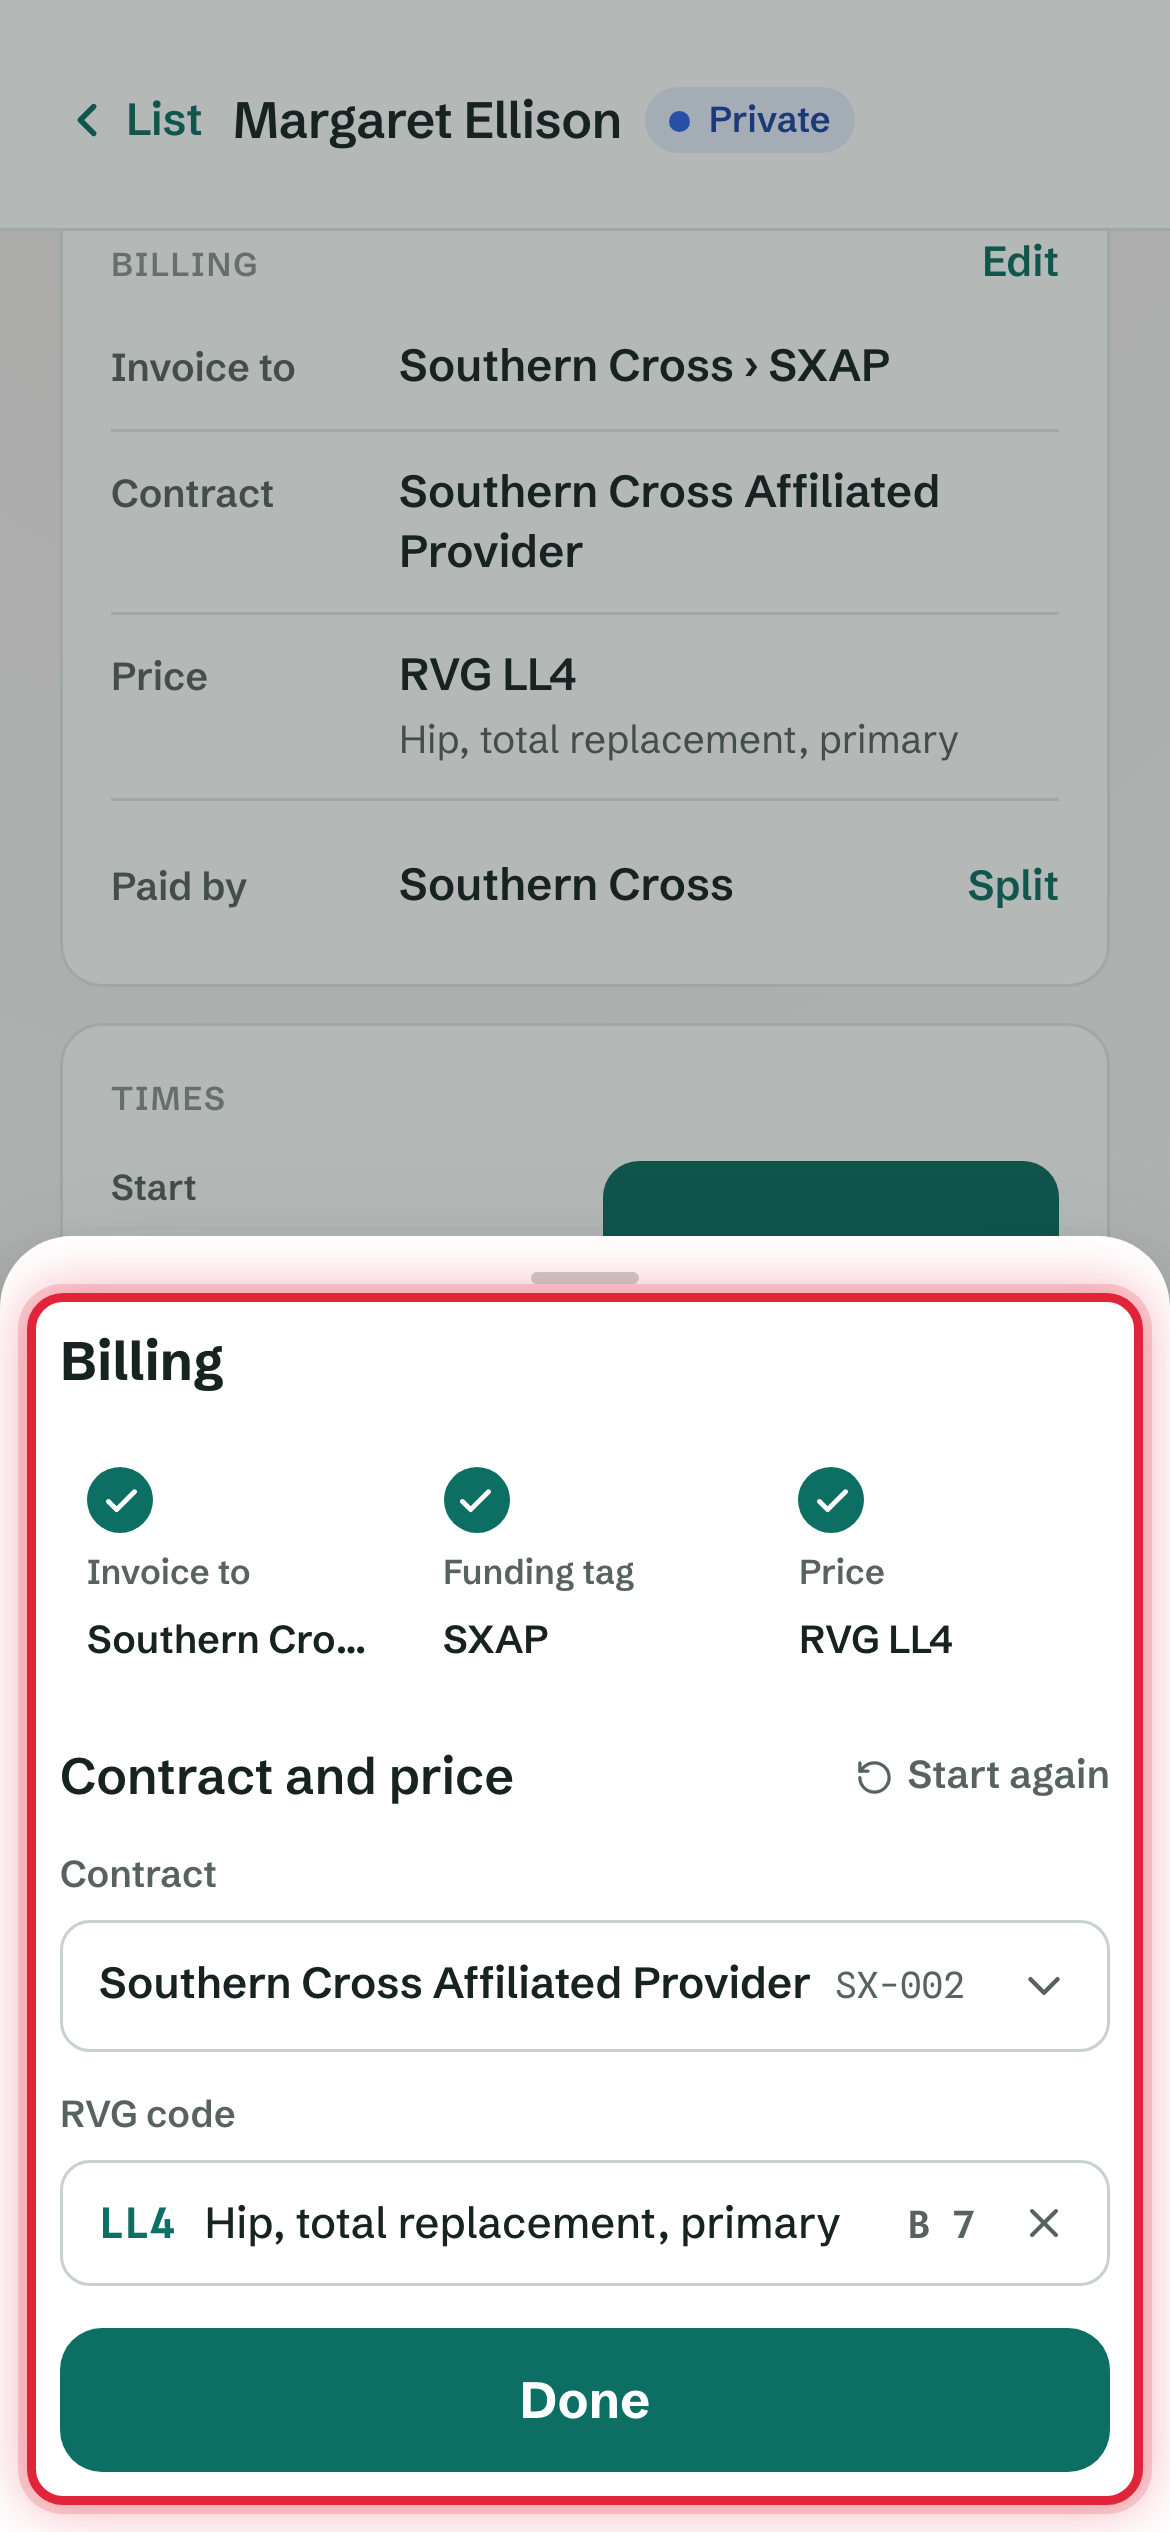 List Margaret Ellison Private
BILLING Edit
Invoice to Southern Cross › SXAP
Contract Southern Cross Affiliated
Provider
Price RVG LL4
Hip, total replacement, primary
Paid by Southern Cross Split
TIMES
Start
Billing
Invoice to Funding tag Price
Southern Cro... SXAP RVG LL4
Contract and price Start again
Contract
Southern Cross Affiliated Provider SX-002
RVG code
LL4 Hip, total replacement, primary B 7
Done